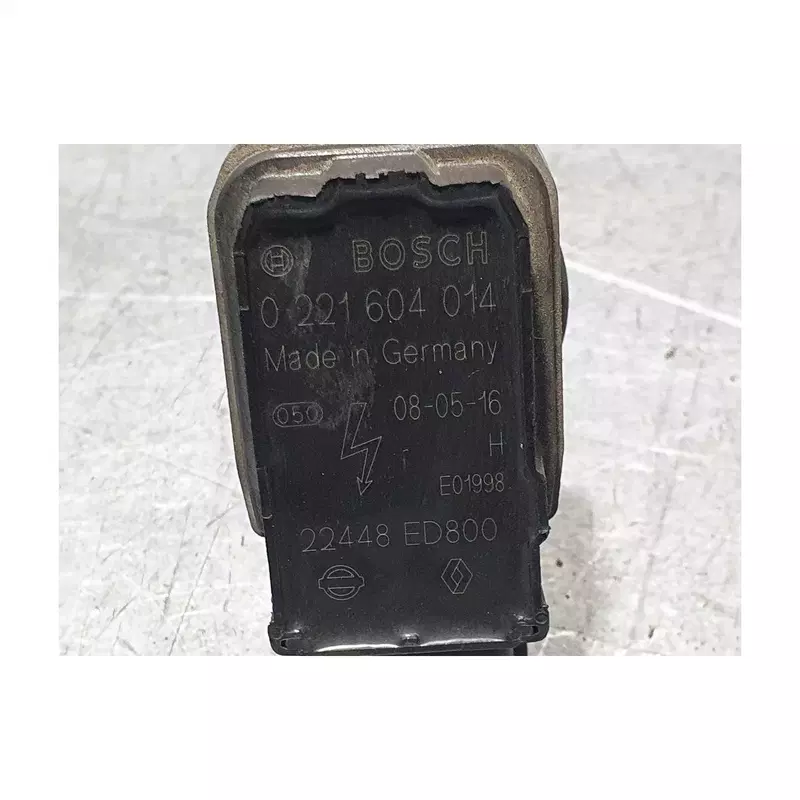 BOSCH
0 221 604 014
Made in Germany
050 08-05-16
H
E01998
22448 ED800